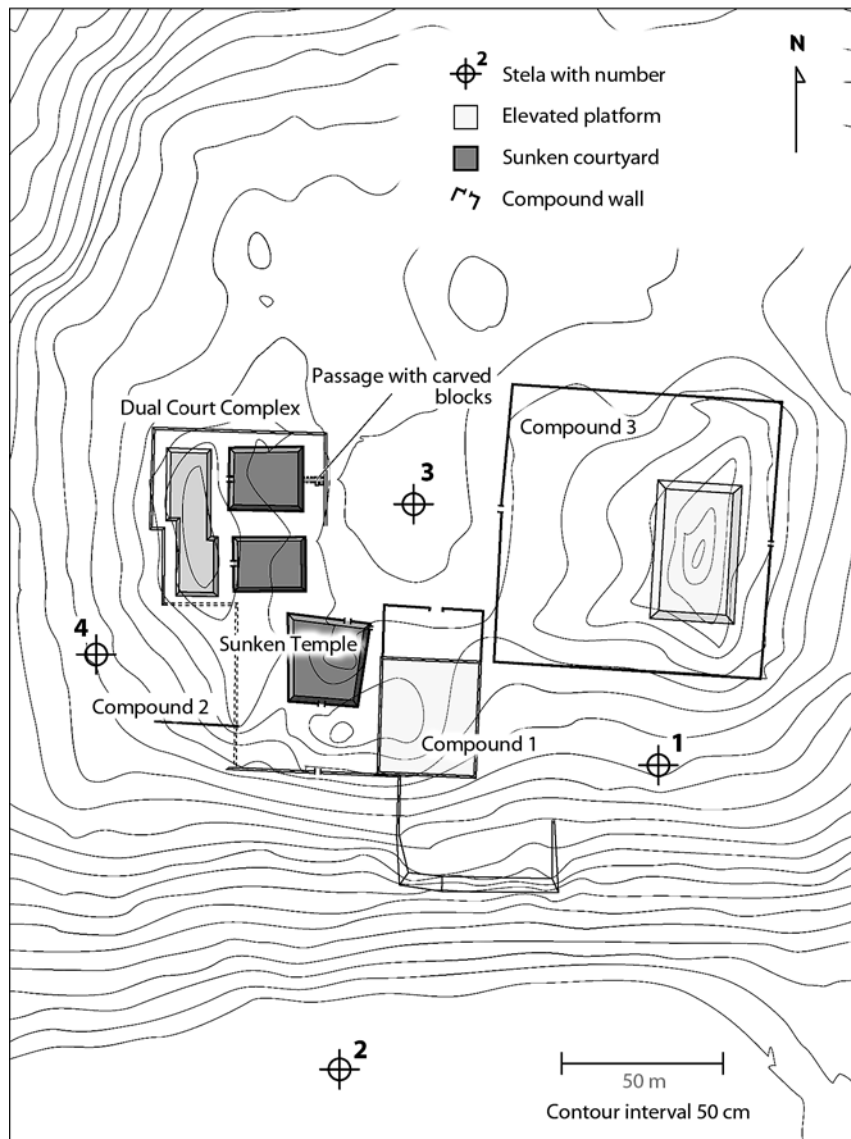 2
Stela with number
N
Elevated platform
Sunken courtyard
Compound wall
Passage with carved
blocks
Dual Court Complex
Compound 3
3
4
Sunken Temple
Compound 2
Compound 1
1
2
50 m
Contour interval 50 cm